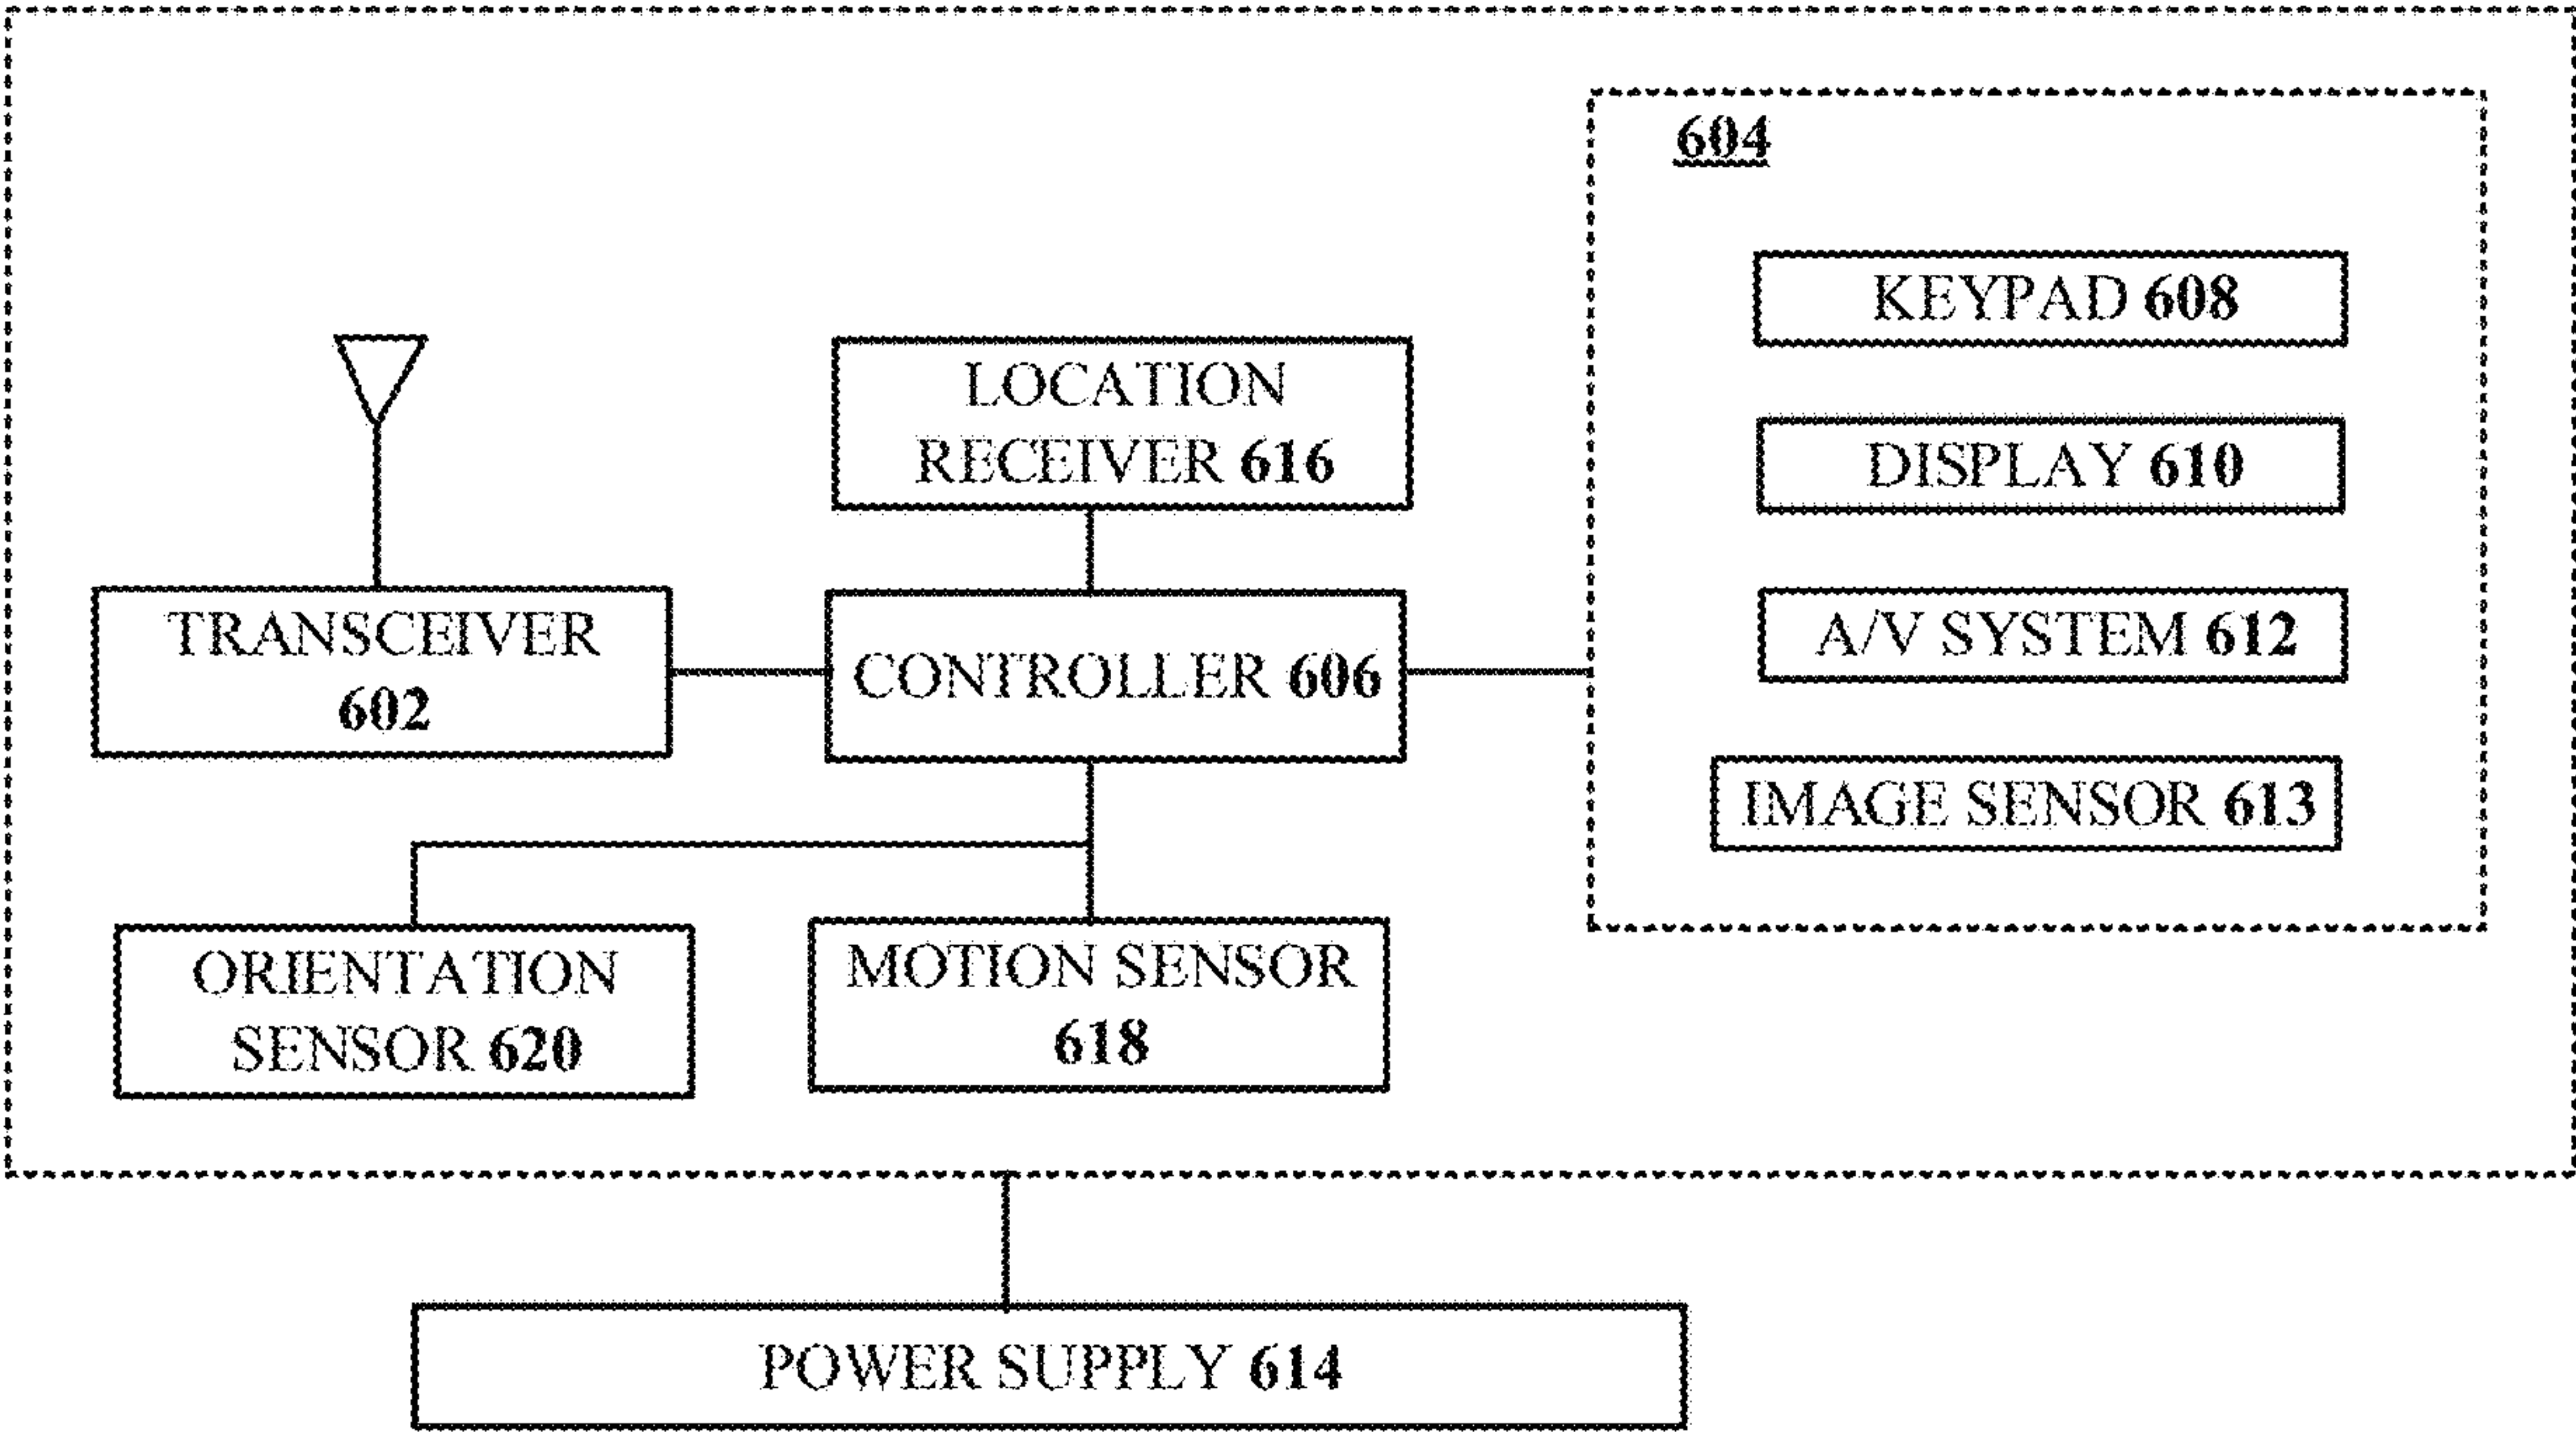 604
KEYPAD 608
DISPLAY 610
A/V SYSTEM 612
IMAGE SENSOR 613
LOCATION
RECEIVER 616
TRANSCEIVER
602
CONTROLLER 606
ORIENTATION
SENSOR 620
MOTION SENSOR
618
POWER SUPPLY 614